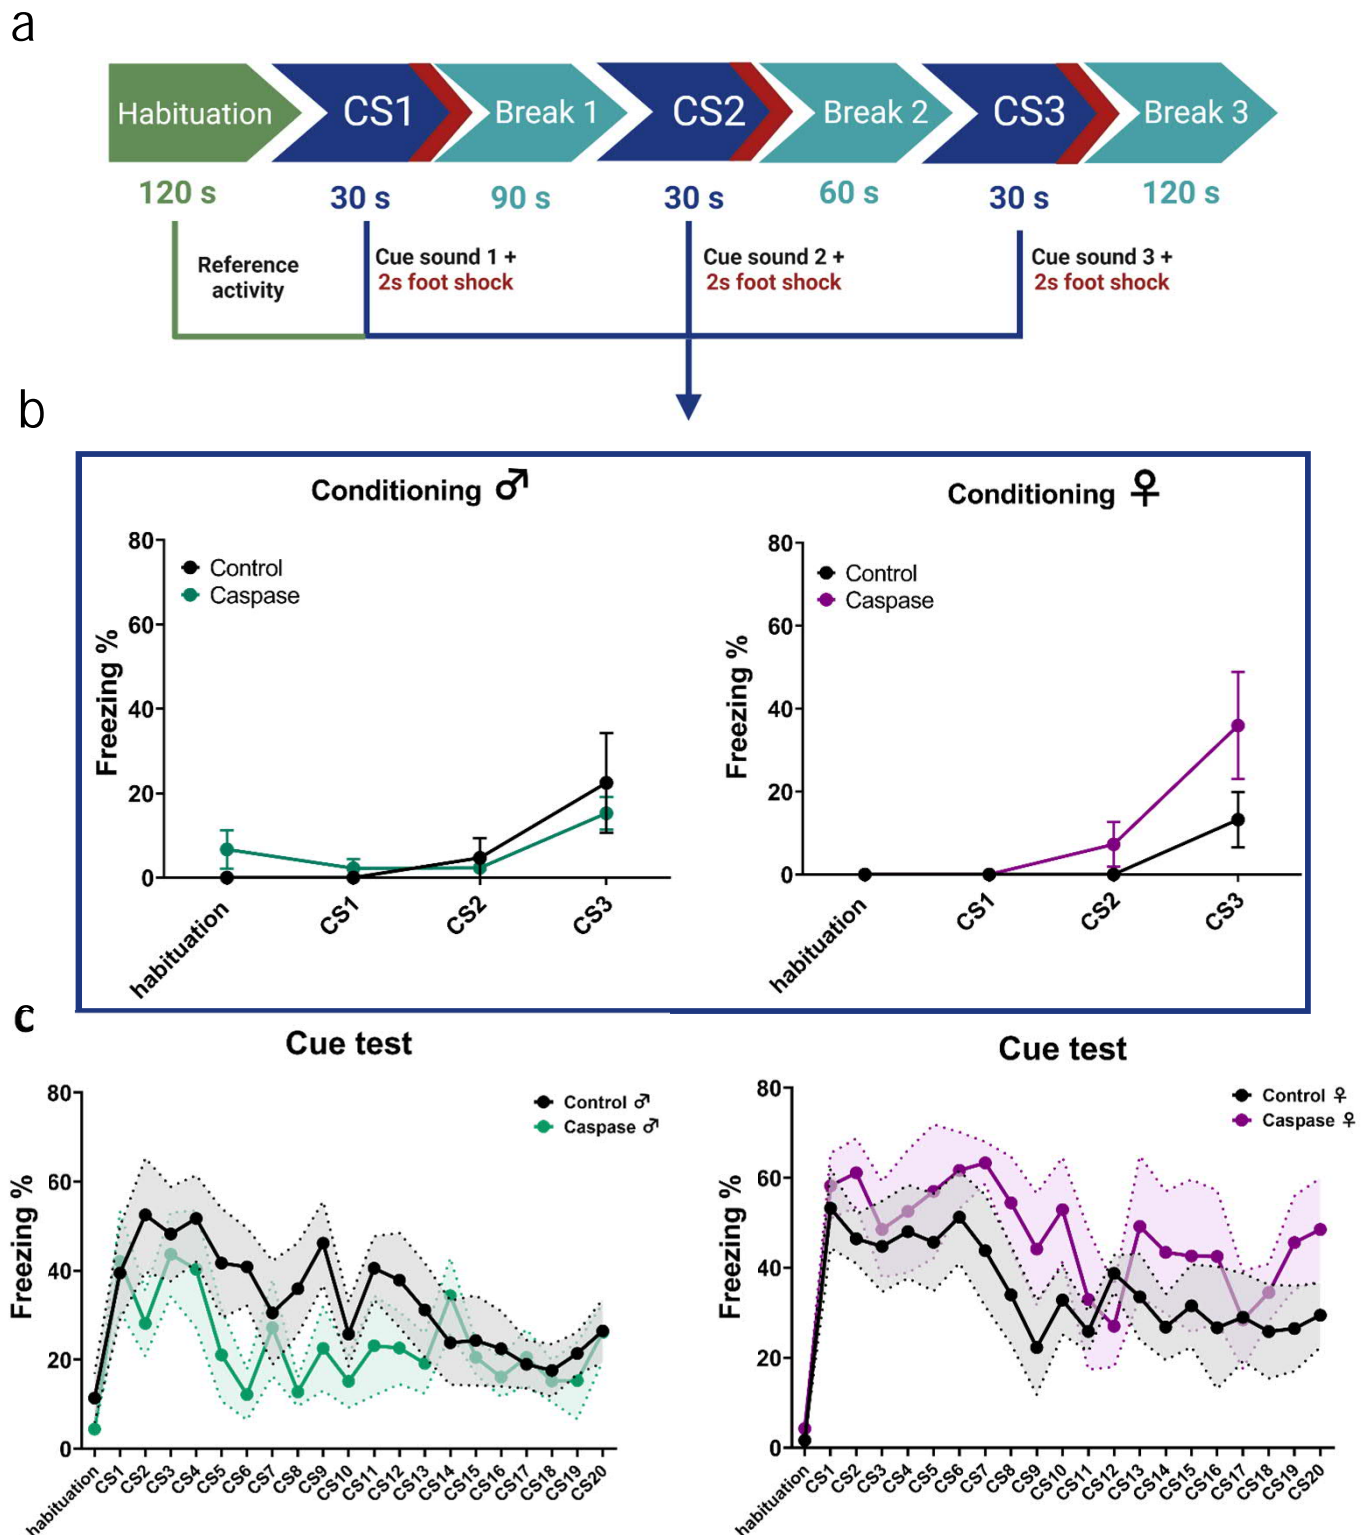 a
Habituation
CS1
Break 1
CS2
Break 2
CS3
Break 3
120 s
30 s
90 s
30 s
60 s
30 s
120 s
Reference
activity
Cue sound 1 +
2s foot shock
Cue sound 2 +
2s foot shock
Cue sound 3 +
2s foot shock
b
Conditioning ♂
80
60
40
20
0
Freezing %
Control
Caspase
habituation
CS1
CS2
CS3
Conditioning ♀
80
60
40
20
0
Freezing %
Control
Caspase
habituation
CS1
CS2
CS3
c
Cue test
80
60
40
20
0
Freezing %
Control ♂
Caspase ♂
habituation
CS1
CS2
CS3
CS4
CS5
CS6
CS7
CS8
CS9
CS10
CS11
CS12
CS13
CS14
CS15
CS16
CS17
CS18
CS19
CS20
Cue test
80
60
40
20
0
Freezing %
Control ♀
Caspase ♀
habituation
CS1
CS2
CS3
CS4
CS5
CS6
CS7
CS8
CS9
CS10
CS11
CS12
CS13
CS14
CS15
CS16
CS17
CS18
CS19
CS20